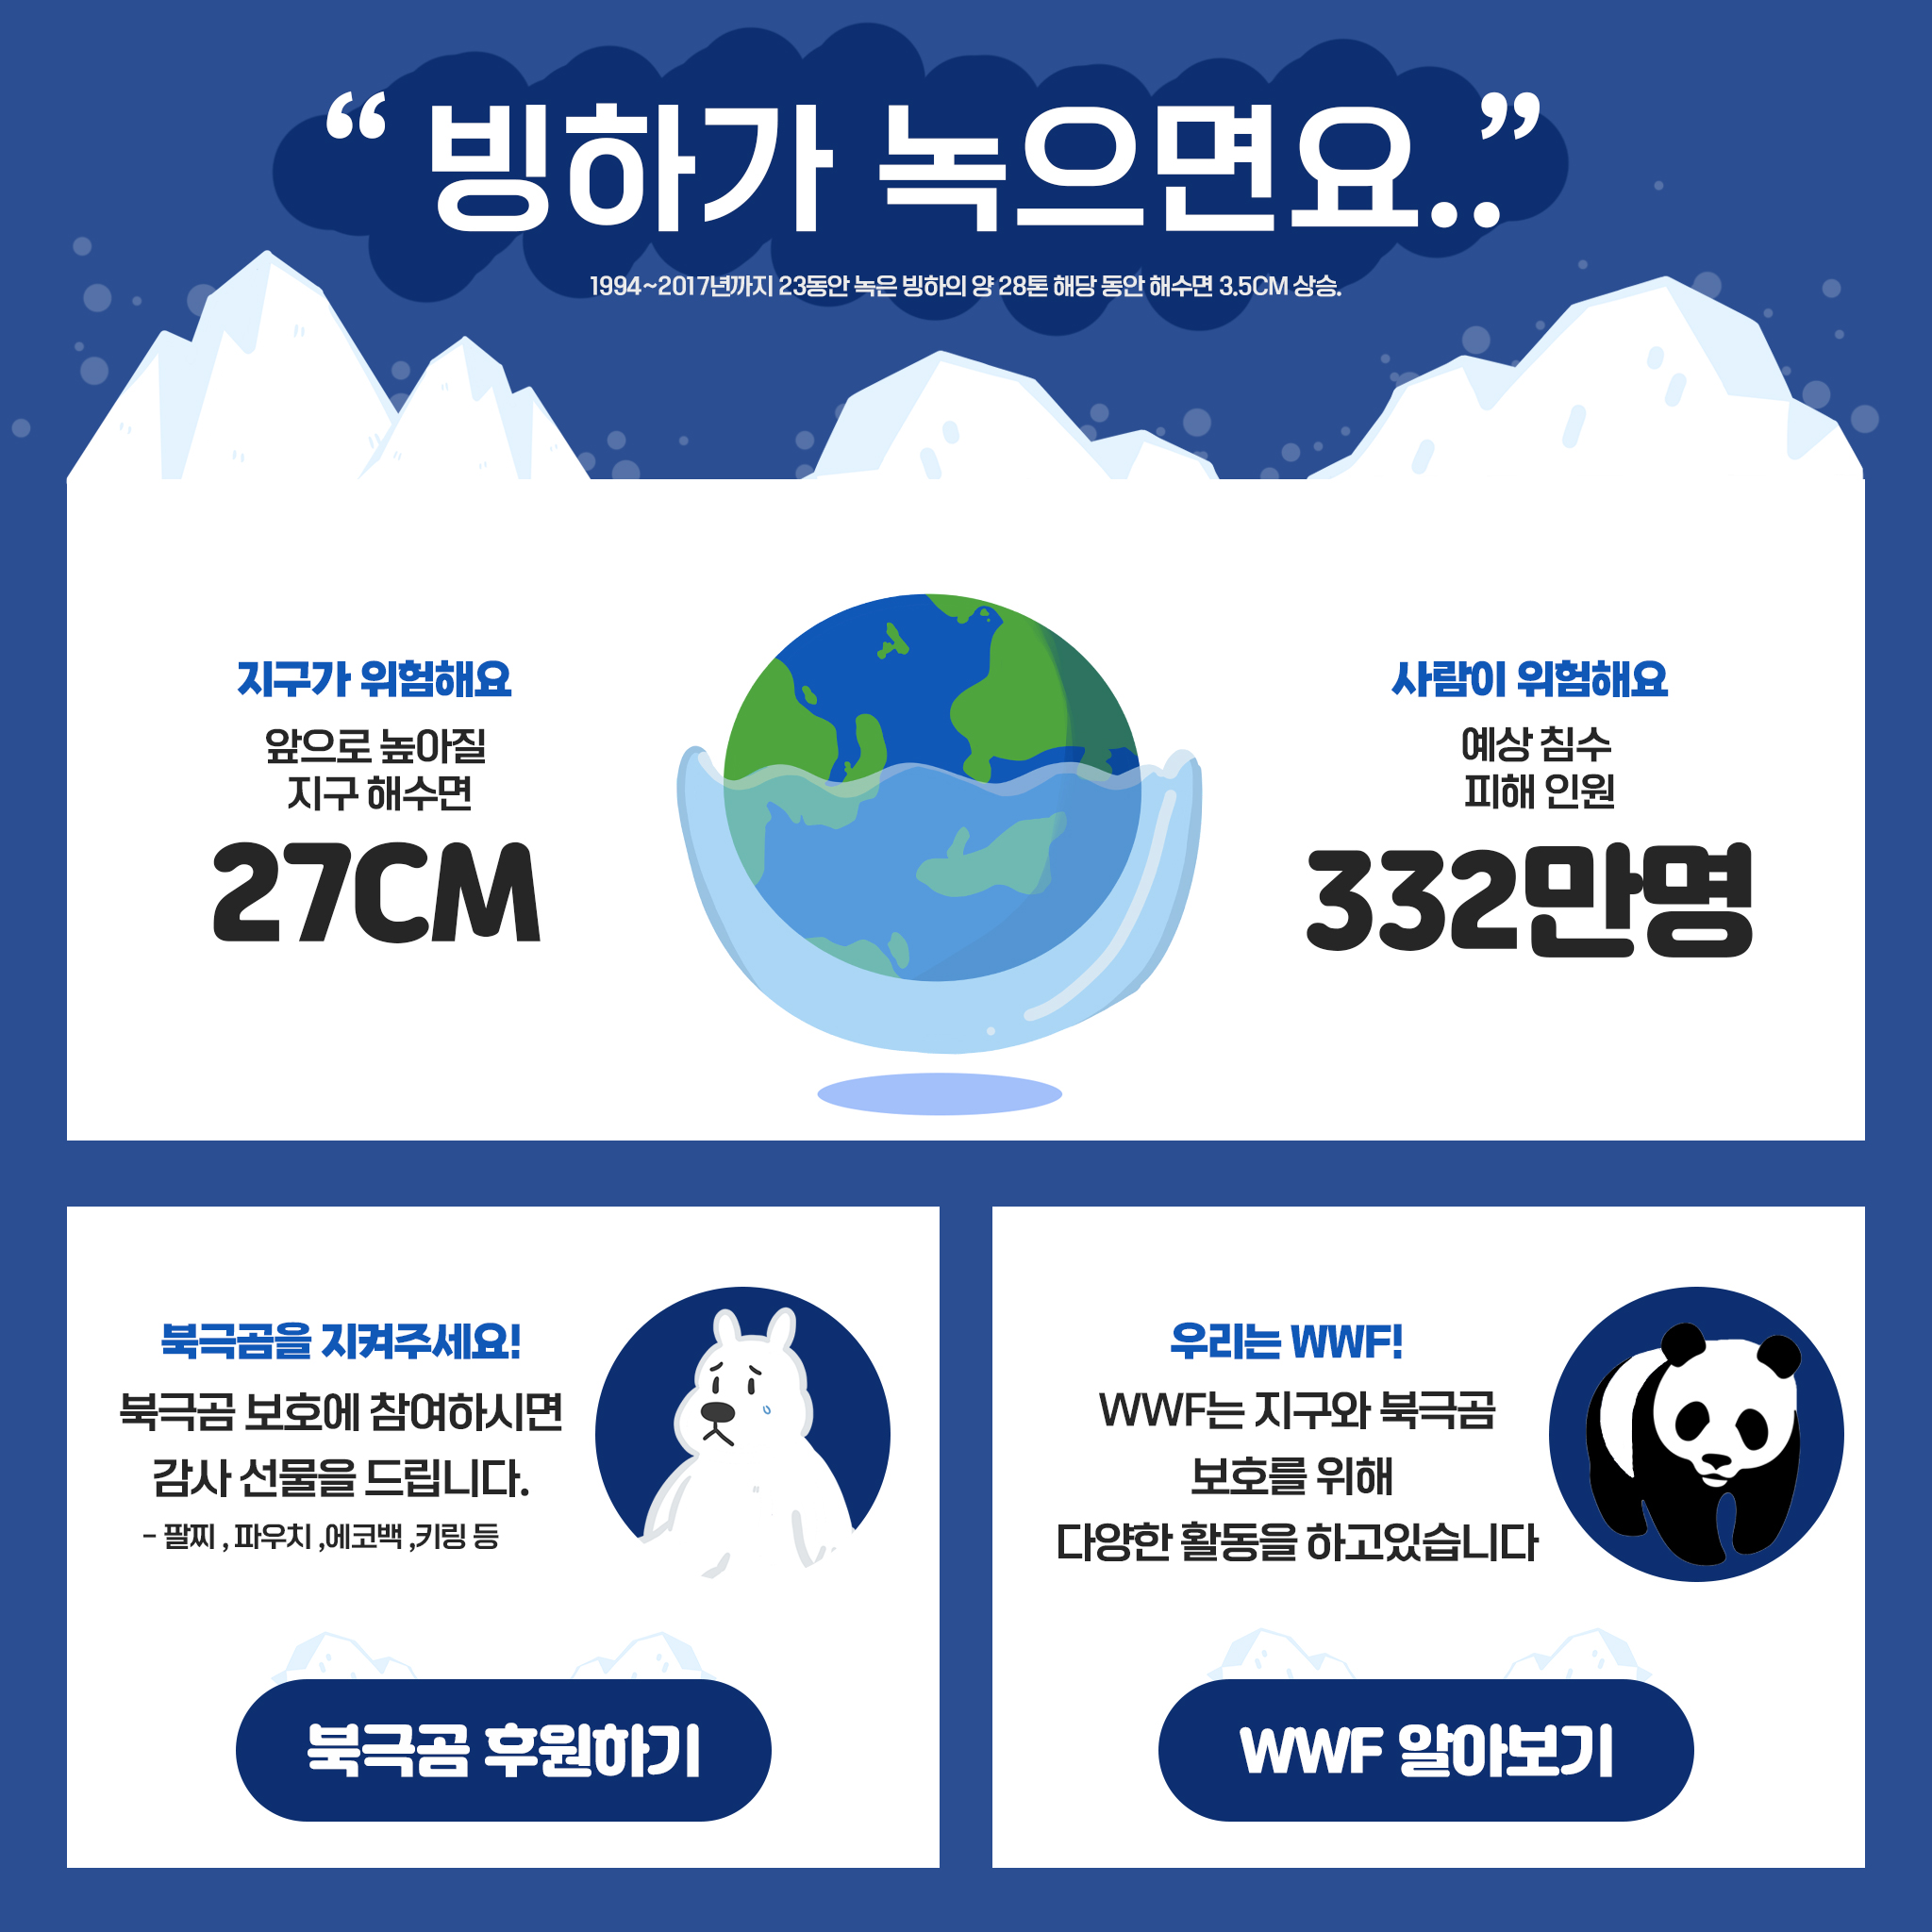 “ 빙하가 녹으면요.. ”
1994~2017년까지 23동안 녹은 빙하의 양 28톤 해당 동안 해수면 3.5CM 상승.
지구가 위험해요
앞으로 높아질
지구 해수면
27CM
사람이 위험해요
예상 침수
피해 인원
332만명
북극곰을 지켜주세요!
북극곰 보호에 참여하시면
감사 선물을 드립니다.
- 팔찌 , 파우치 ,에코백 ,키링 등
북극곰 후원하기
우리는 WWF!
WWF는 지구와 북극곰
보호를 위해
다양한 활동을 하고있습니다
WWF 알아보기